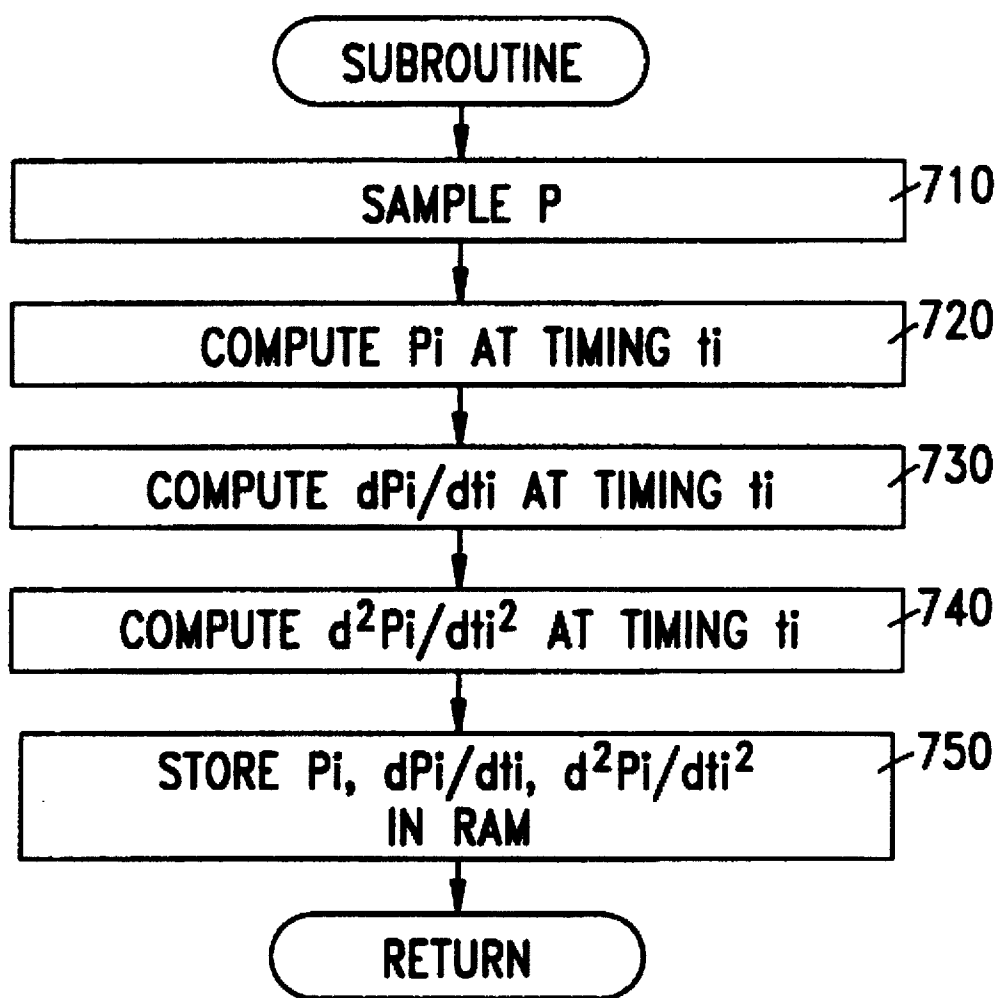 SUBROUTINE
SAMPLE P
710
COMPUTE Pi AT TIMING ti
720
COMPUTE dPi/dti AT TIMING ti
730
COMPUTE d²Pi/dti² AT TIMING ti
740
STORE Pi, dPi/dti, d²Pi/dti²
IN RAM
750
RETURN